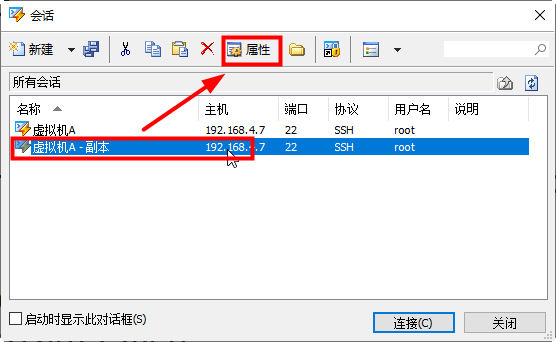 会话
新建 属性
所有会话
名称 主机 端口 协议 用户名 说明
虚拟机A 192.168.4.7 22 SSH root
虚拟机A - 副本 192.168.4.7 22 SSH root
启动时显示此对话框(S) 连接(C) 关闭